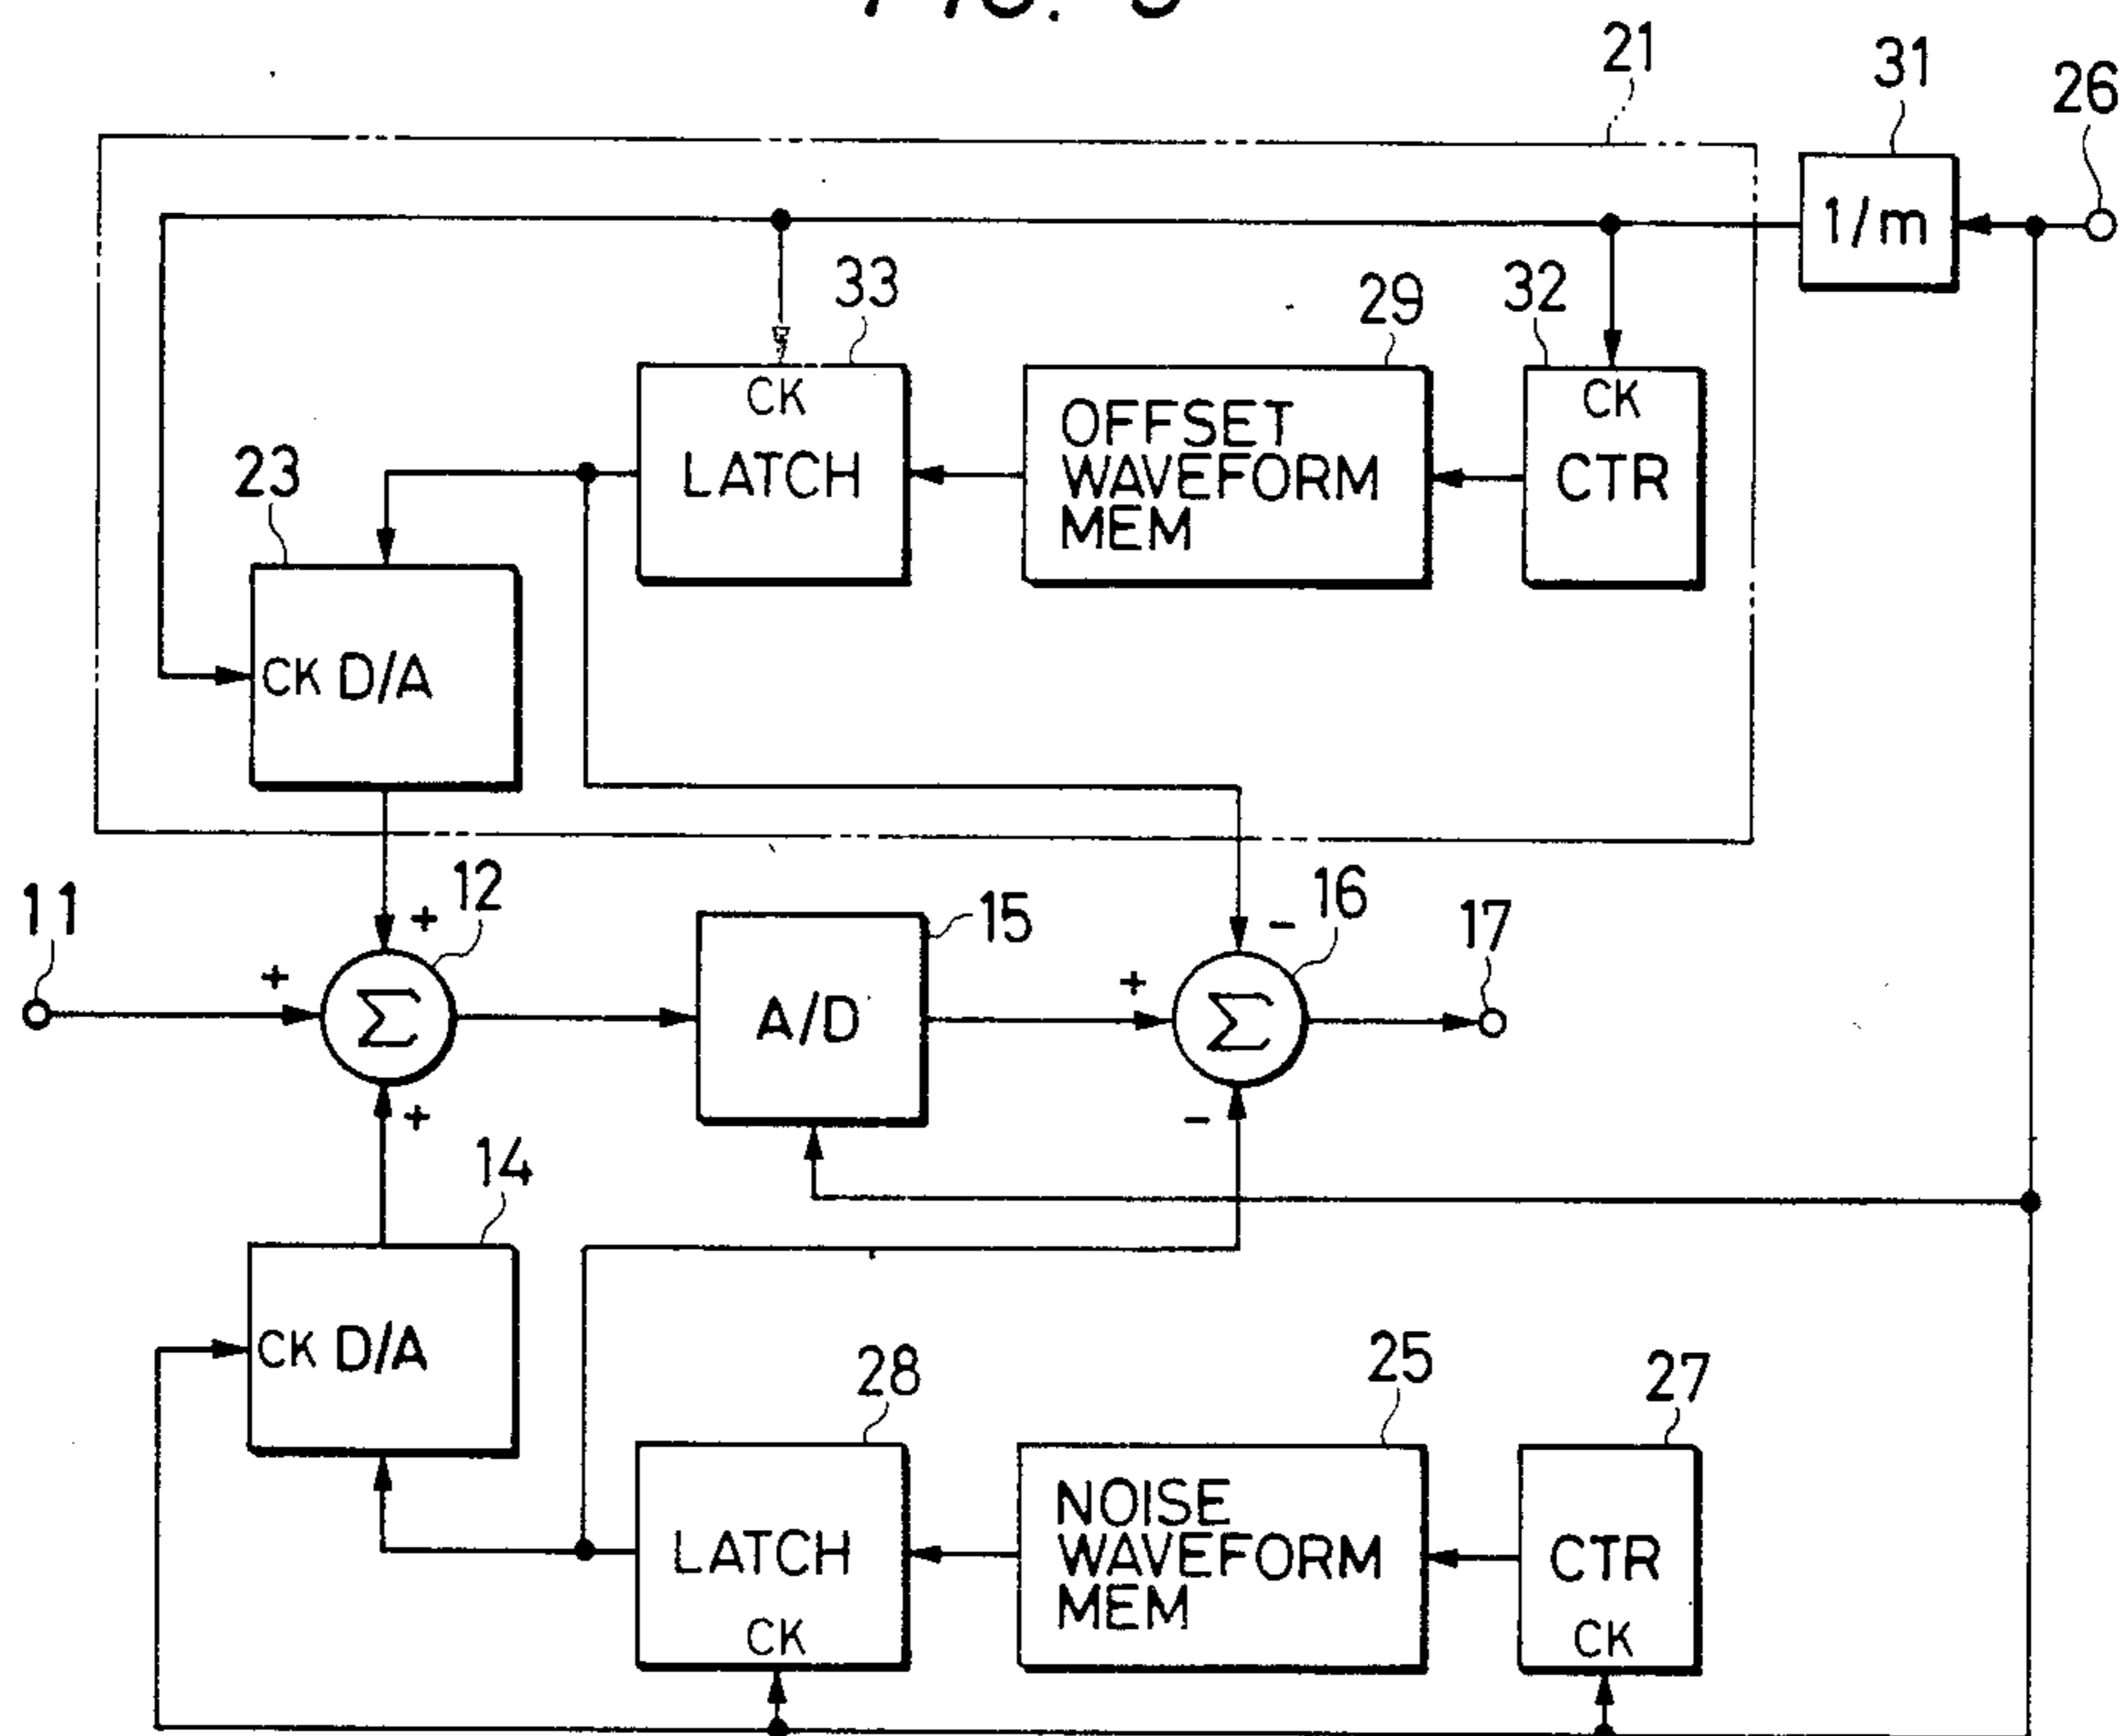 21
31
26
1/m
33
29
32
CK
LATCH
OFFSET
WAVEFORM
MEM
CK
CTR
23
CK D/A
11
+
+
12
Σ
15
A/D
+
-
16
Σ
17
+
-
14
CK D/A
28
25
27
LATCH
CK
NOISE
WAVEFORM
MEM
CTR
CK